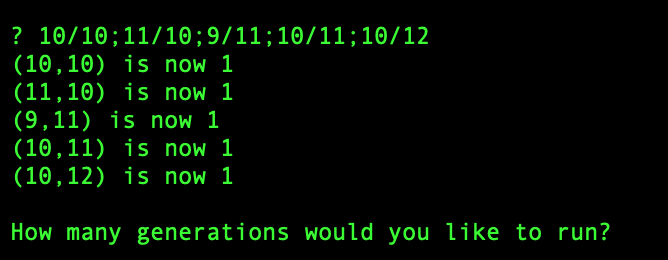 ? 10/10;11/10;9/11;10/11;10/12
(10,10) is now 1
(11,10) is now 1
(9,11) is now 1
(10,11) is now 1
(10,12) is now 1
How many generations would you like to run?